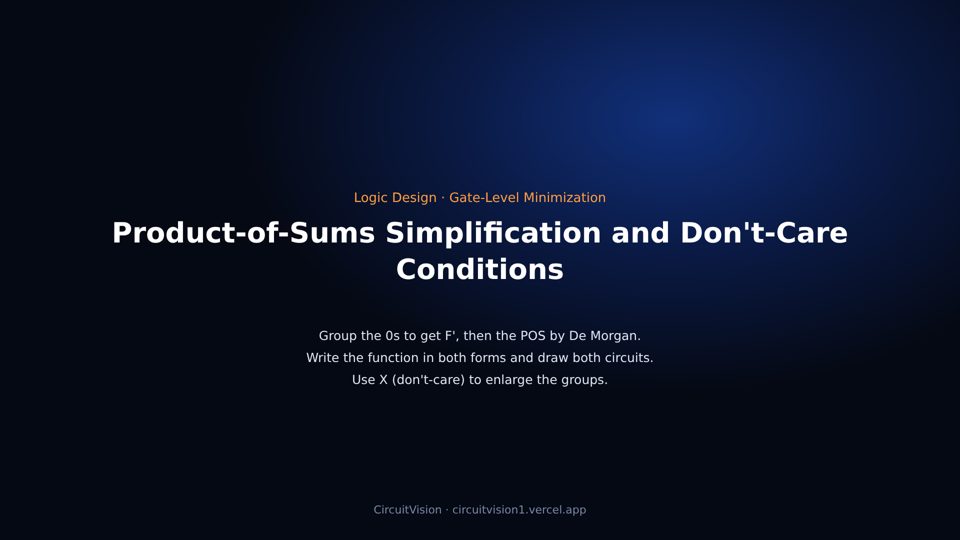 Logic Design · Gate-Level Minimization
Product-of-Sums Simplification and Don't-Care
Conditions
Group the 0s to get F', then the POS by De Morgan.
Write the function in both forms and draw both circuits.
Use X (don't-care) to enlarge the groups.
CircuitVision · circuitvision1.vercel.app